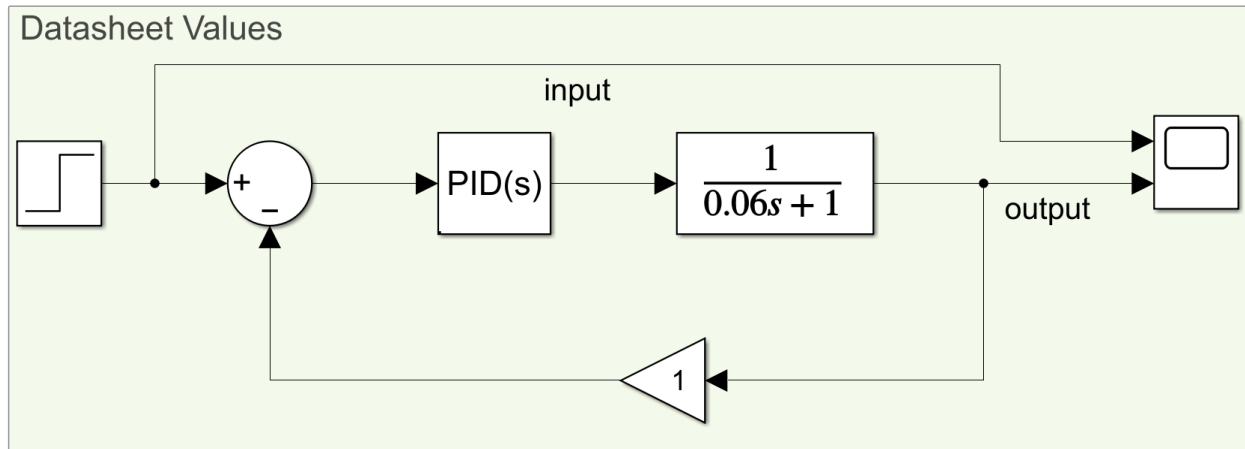 Datasheet Values
input
+
−
PID(s)
1
0.06s + 1
output
1